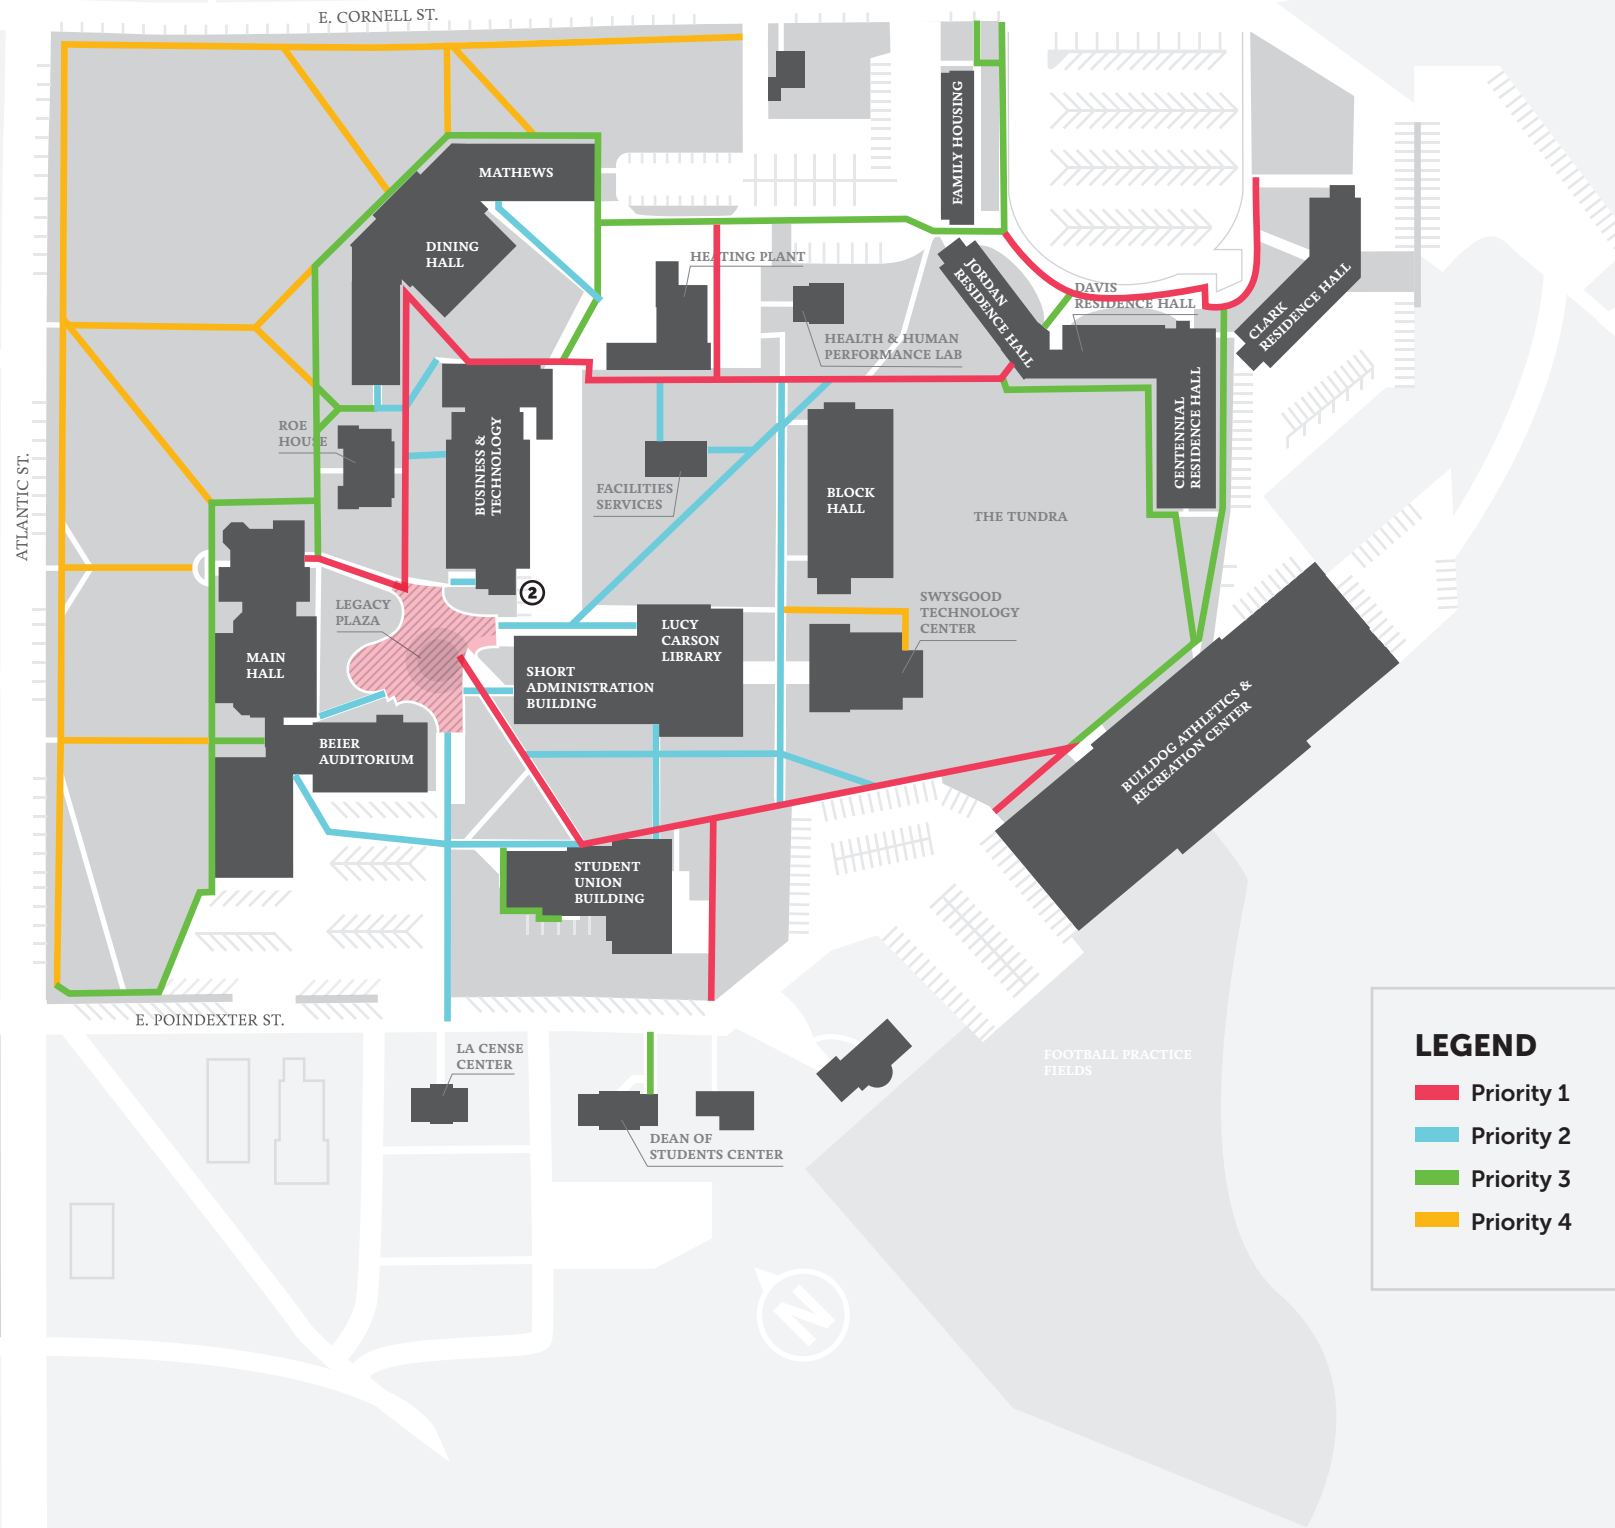 E. CORNELL ST.
MATHEWS
FAMILY HOUSING
DINING
HALL
HEATING PLANT
JORDAN
RESIDENCE HALL
DAVIS
RESIDENCE HALL
CLARK
RESIDENCE HALL
HEALTH & HUMAN
PERFORMANCE LAB
ROE
HOUSE
BUSINESS &
TECHNOLOGY
CENTENNIAL
RESIDENCE HALL
ATLANTIC ST.
FACILITIES
SERVICES
BLOCK
HALL
THE TUNDRA
2
LEGACY
PLAZA
SWYSGOOD
TECHNOLOGY
CENTER
LUCY
CARSON
LIBRARY
MAIN
HALL
SHORT
ADMINISTRATION
BUILDING
BEIER
AUDITORIUM
BULLDOG ATHLETICS &
RECREATION CENTER
STUDENT
UNION
BUILDING
E. POINDEXTER ST.
LA CENSE
CENTER
FOOTBALL PRACTICE
FIELDS
DEAN OF
STUDENTS CENTER
LEGEND
Priority 1
Priority 2
Priority 3
Priority 4
N